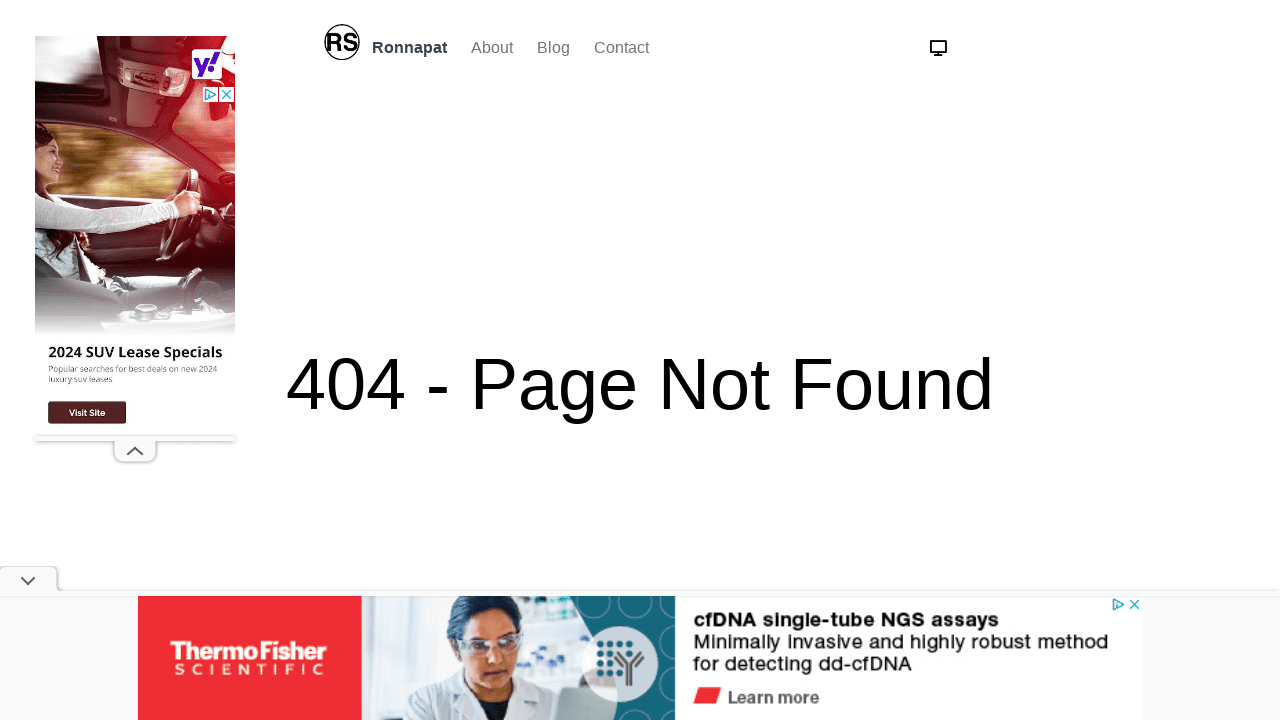 RS Ronnapat About Blog Contact
y!
2024 SUV Lease Specials
Popular searches for best deals on new 2024
luxury suv leases
Visit Site
404 - Page Not Found
ThermoFisher
SCIENTIFIC
cfDNA single-tube NGS assays
Minimally invasive and highly robust method
for detecting dd-cfDNA
Learn more